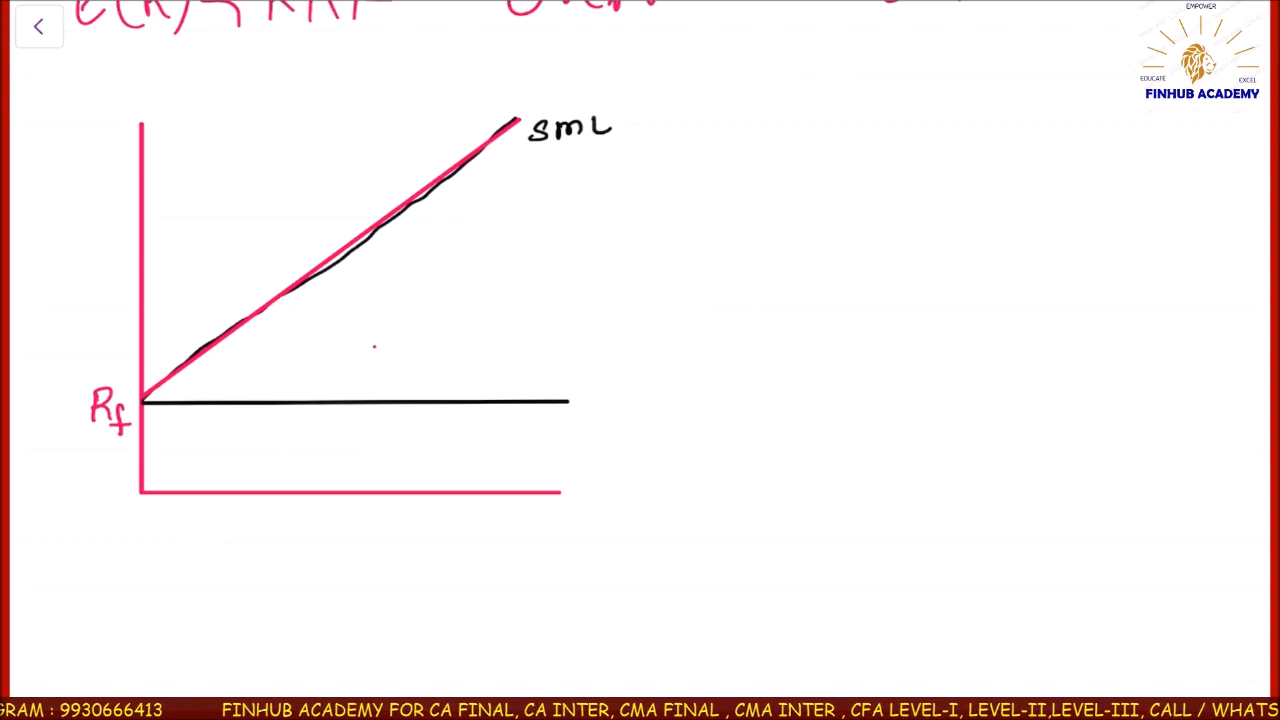 EMPOWER
EDUCATE EXCEL
FINHUB ACADEMY
SML
Rf
GRAM : 9930666413 FINHUB ACADEMY FOR CA FINAL, CA INTER, CMA FINAL , CMA INTER , CFA LEVEL-I, LEVEL-II,LEVEL-III, CALL / WHATS